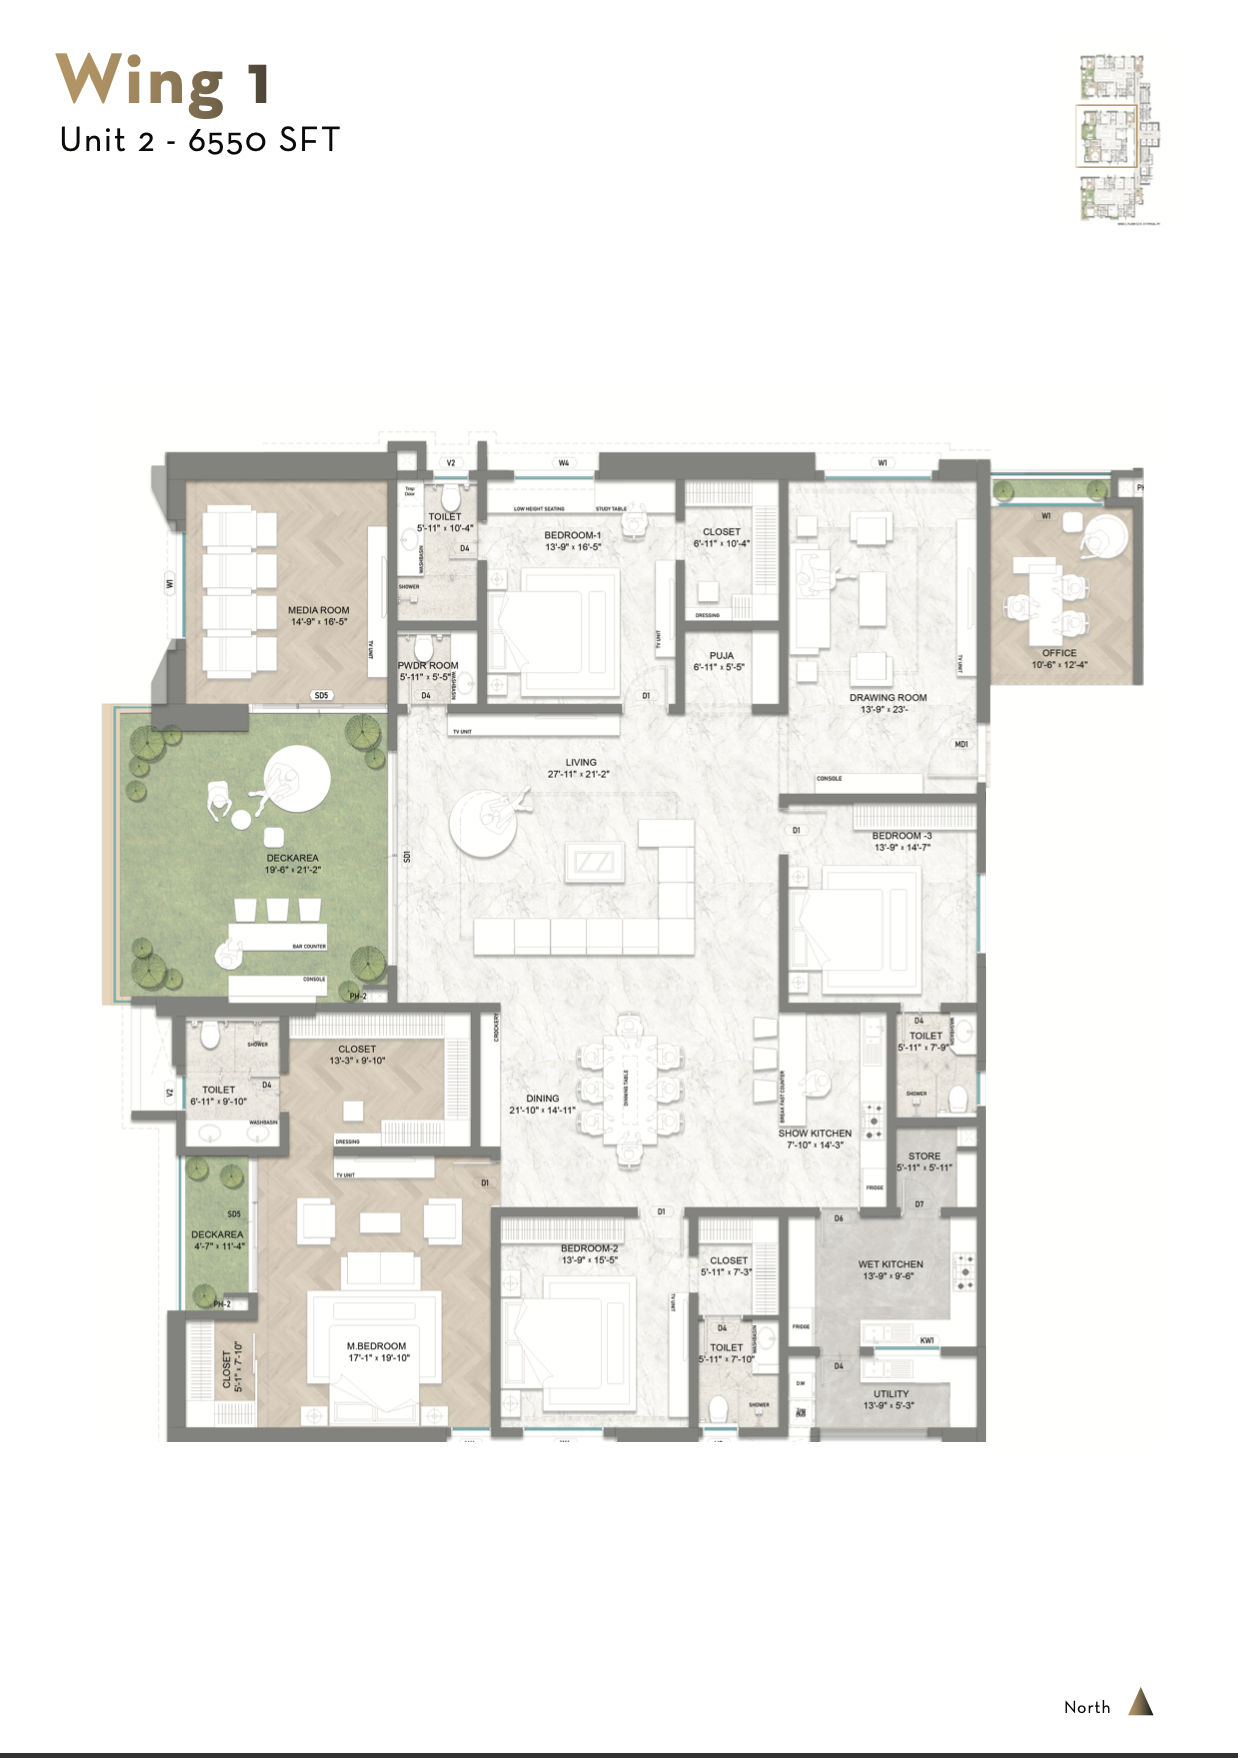 Wing 1
Unit 2 - 6550 SFT
V2
W4
W1
PH
Trap
Door
TOILET
5'-11" x 10'-4"
D4
WASHBASIN
SHOWER
LOW HEIGHT SEATING
STUDY TABLE
BEDROOM-1
13'-9" x 16'-5"
TV UNIT
D1
CLOSET
6'-11" x 10'-4"
DRESSING
W1
OFFICE
10'-6" x 12'-4"
W1
MEDIA ROOM
14'-9" x 16'-5"
TV UNIT
SD5
PWDR ROOM
5'-11" x 5'-5"
WASHBASIN
D4
PUJA
6'-11" x 5'-5"
TV UNIT
DRAWING ROOM
13'-9" x 23'-
MD1
CONSOLE
TV UNIT
LIVING
27'-11" x 21'-2"
SD1
DECKAREA
19'-6" x 21'-2"
BAR COUNTER
CONSOLE
PH-2
D1
BEDROOM -3
13'-9" x 14'-7"
SHOWER
TOILET
6'-11" x 9'-10"
D4
V2
WASHBASIN
CLOSET
13'-3" x 9'-10"
DRESSING
CROCKERY
DINING
21'-10" x 14'-11"
DINING TABLE
BREAK FAST COUNTER
SHOW KITCHEN
7'-10" x 14'-3"
FRIDGE
D4
WASHBASIN
TOILET
5'-11" x 7'-9"
SHOWER
STORE
5'-11" x 5'-11"
D7
TV UNIT
D1
SD5
DECKAREA
4'-7" x 11'-4"
PH-2
CLOSET
5'-1" x 7'-10"
M.BEDROOM
17'-1" x 19'-10"
D1
BEDROOM-2
13'-9" x 15'-5"
TV UNIT
CLOSET
5'-11" x 7'-3"
D4
WASHBASIN
TOILET
5'-11" x 7'-10"
SHOWER
D6
WET KITCHEN
13'-9" x 9'-6"
FRIDGE
KW1
D4
D.W
UTILITY
13'-9" x 5'-3"
North